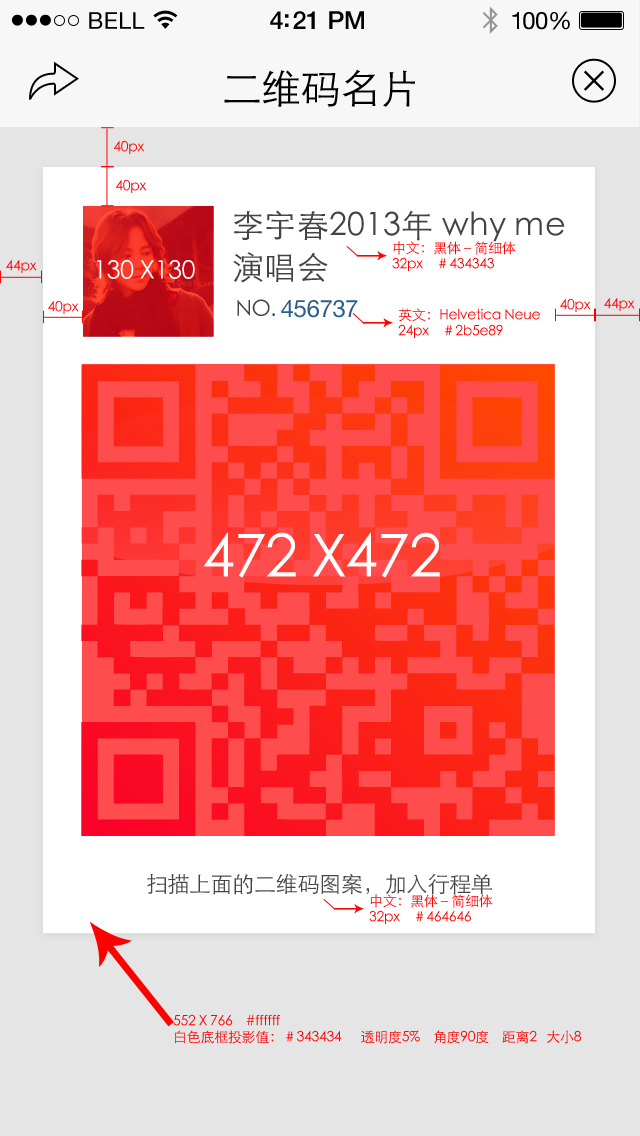 BELL 4:21 PM 100%
二维码名片
40px
40px
130 X130
李宇春2013年 why me
演唱会
中文：黑体 – 简细体
32px # 434343
44px
40px
NO. 456737
英文：Helvetica Neue
24px # 2b5e89
40px 44px
472 X472
扫描上面的二维码图案，加入行程单
中文：黑体 – 简细体
32px # 464646
552 X 766 #ffffff
白色底框投影值：# 343434 透明度5% 角度90度 距离2 大小8